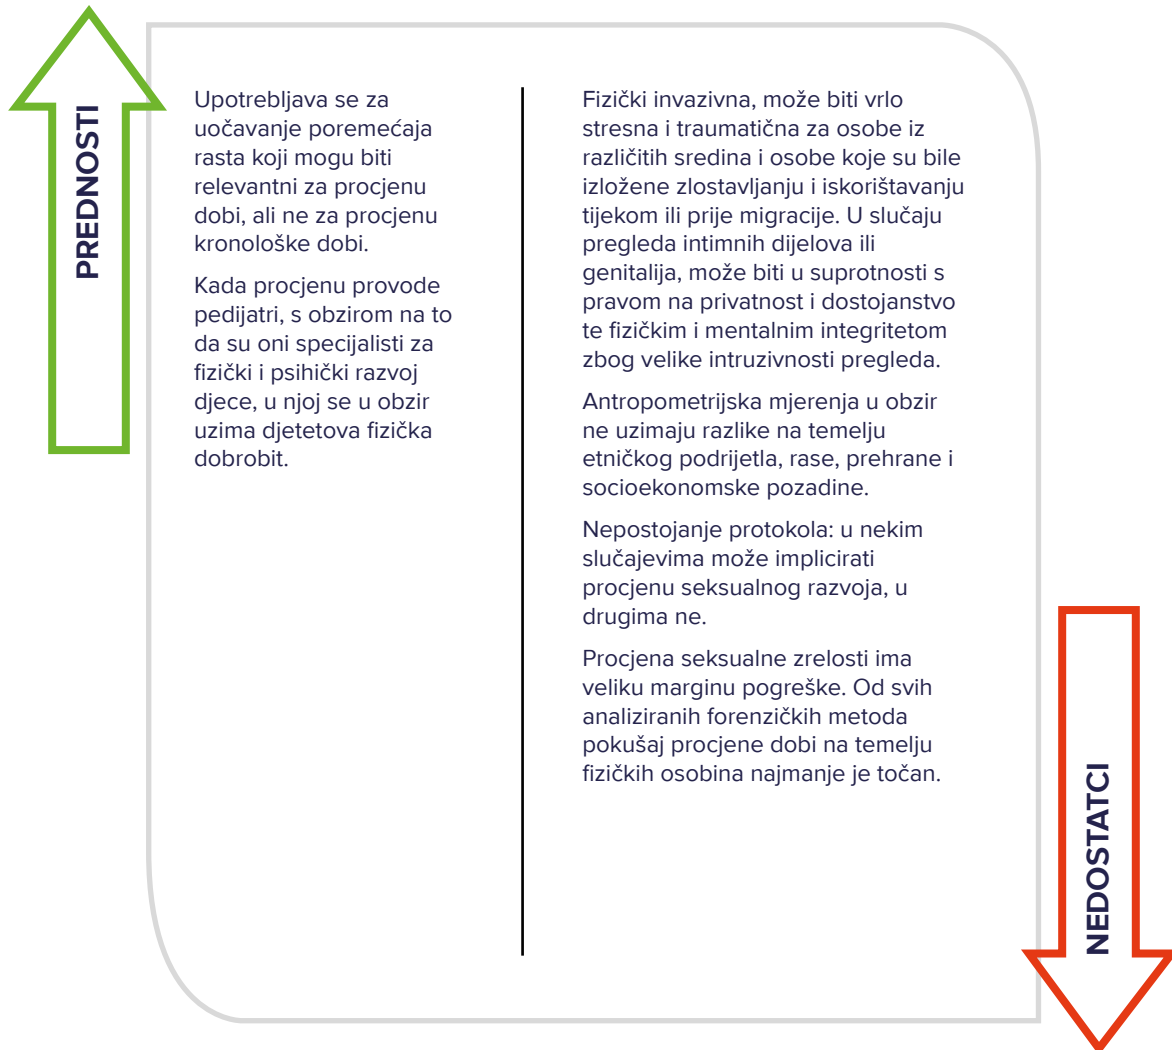 PREDNOSTI
Upotrebljava se za
uočavanje poremećaja
rasta koji mogu biti
relevantni za procjenu
dobi, ali ne za procjenu
kronološke dobi.
Kada procjenu provode
pedijatri, s obzirom na to
da su oni specijalisti za
fizički i psihički razvoj
djece, u njoj se u obzir
uzima djetetova fizička
dobrobit.
Fizički invazivna, može biti vrlo
stresna i traumatična za osobe iz
različitih sredina i osobe koje su bile
izložene zlostavljanju i iskorištavanju
tijekom ili prije migracije. U slučaju
pregleda intimnih dijelova ili
genitalija, može biti u suprotnosti s
pravom na privatnost i dostojanstvo
te fizičkim i mentalnim integritetom
zbog velike intruzivnosti pregleda.
Antropometrijska mjerenja u obzir
ne uzimaju razlike na temelju
etničkog podrijetla, rase, prehrane i
socioekonomske pozadine.
Nepostojanje protokola: u nekim
slučajevima može implicirati
procjenu seksualnog razvoja, u
drugima ne.
Procjena seksualne zrelosti ima
veliku marginu pogreške. Od svih
analiziranih forenzičkih metoda
pokušaj procjene dobi na temelju
fizičkih osobina najmanje je točan.
NEDOSTATCI